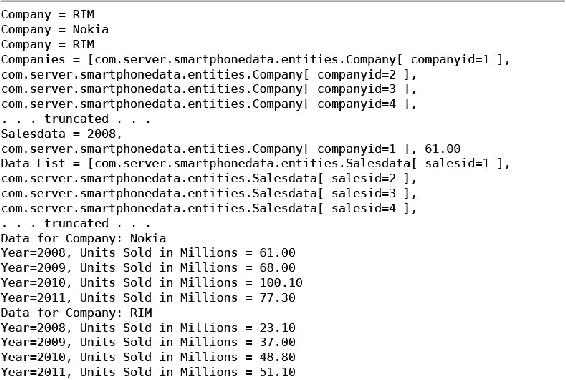 Company = RIM
Company = Nokia
Company = RIM
Companies = [com.server.smartphonedata.entities.Company[ companyid=1 ],
com.server.smartphonedata.entities.Company[ companyid=2 ],
com.server.smartphonedata.entities.Company[ companyid=3 ],
com.server.smartphonedata.entities.Company[ companyid=4 ],
. . . truncated . . .
Salesdata = 2008,
com.server.smartphonedata.entities.Company[ companyid=1 ], 61.00
Data List = [com.server.smartphonedata.entities.Salesdata[ salesid=1 ],
com.server.smartphonedata.entities.Salesdata[ salesid=2 ],
com.server.smartphonedata.entities.Salesdata[ salesid=3 ],
com.server.smartphonedata.entities.Salesdata[ salesid=4 ],
. . . truncated . . .
Data for Company: Nokia
Year=2008, Units Sold in Millions = 61.00
Year=2009, Units Sold in Millions = 68.00
Year=2010, Units Sold in Millions = 100.10
Year=2011, Units Sold in Millions = 77.30
Data for Company: RIM
Year=2008, Units Sold in Millions = 23.10
Year=2009, Units Sold in Millions = 37.00
Year=2010, Units Sold in Millions = 48.80
Year=2011, Units Sold in Millions = 51.10